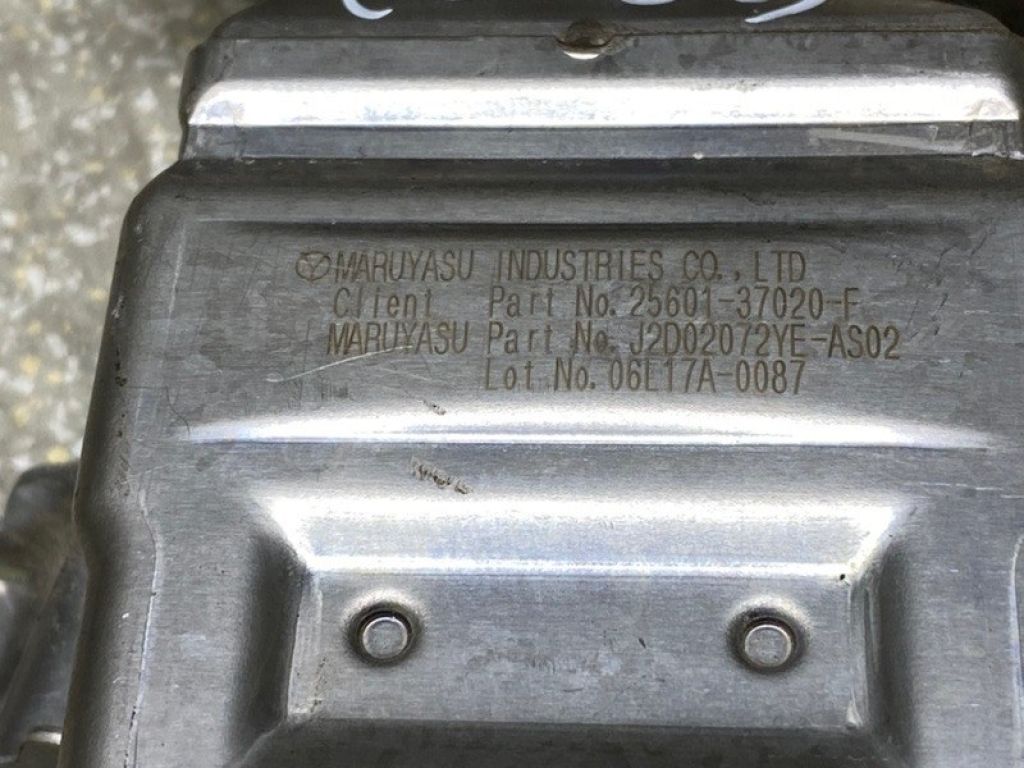 MARUYASU INDUSTRIES CO.,LTD
Client Part No. 25601-37020-F
MARUYASU Part No. J2D02072YE-AS02
Lot No. 06L17A-0087